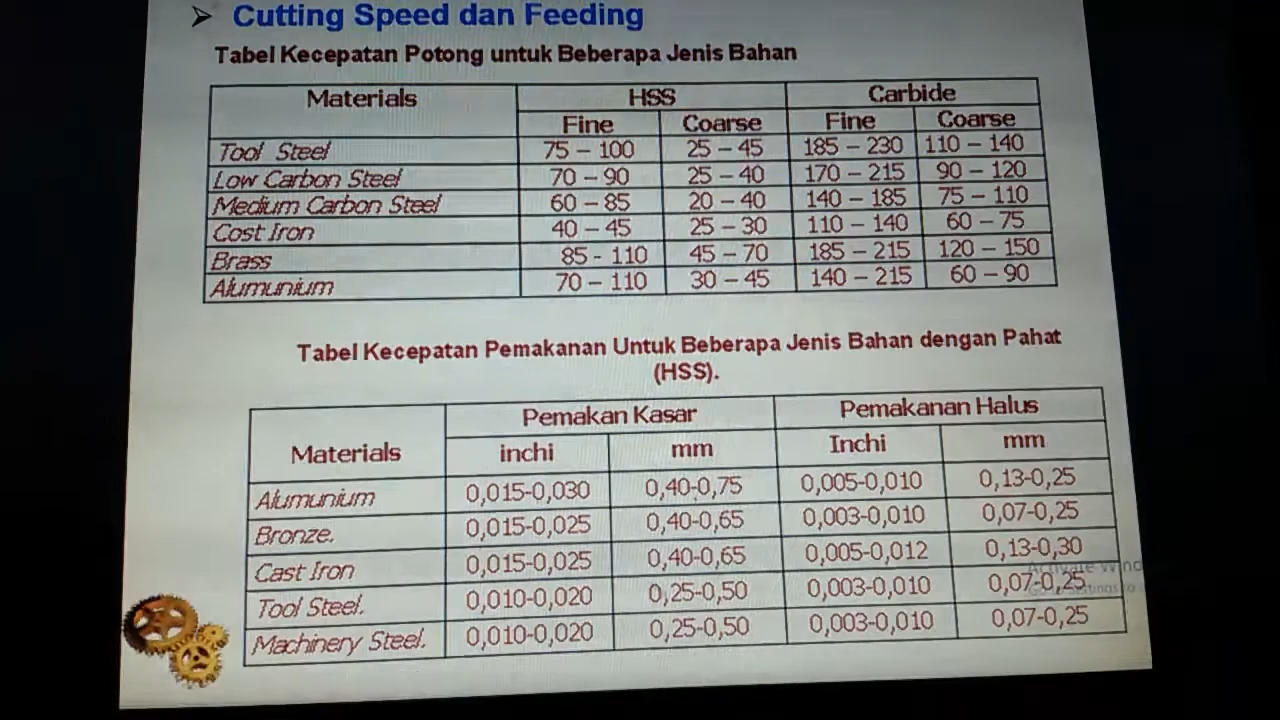 Cutting Speed dan Feeding
Tabel Kecepatan Potong untuk Beberapa Jenis Bahan
Materials HSS Carbide
Fine Coarse Fine Coarse
Tool Steel 75 – 100 25 – 45 185 – 230 110 – 140
Low Carbon Steel 70 – 90 25 – 40 170 – 215 90 – 120
Medium Carbon Steel 60 – 85 20 – 40 140 – 185 75 – 110
Cost Iron 40 – 45 25 – 30 110 – 140 60 – 75
Brass 85 - 110 45 – 70 185 – 215 120 – 150
Alumunium 70 – 110 30 – 45 140 – 215 60 – 90
Tabel Kecepatan Pemakanan Untuk Beberapa Jenis Bahan dengan Pahat
(HSS).
Materials Pemakan Kasar Pemakanan Halus
inchi mm Inchi mm
Alumunium 0,015-0,030 0,40-0,75 0,005-0,010 0,13-0,25
Bronze. 0,015-0,025 0,40-0,65 0,003-0,010 0,07-0,25
Cast Iron 0,015-0,025 0,40-0,65 0,005-0,012 0,13-0,30
Activate Wind
Tool Steel. 0,010-0,020 0,25-0,50 0,003-0,010 0,07-0,25
Machinery Steel. 0,010-0,020 0,25-0,50 0,003-0,010 0,07-0,25